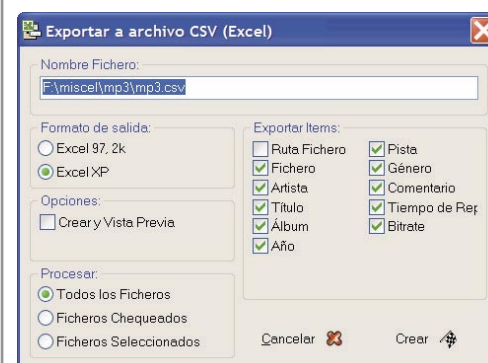 Exportar a archivo CSV (Excel)
Nombre Fichero:
F:\miscel\mp3\mp3.csv
Formato de salida:
Excel 97, 2k
Excel XP
Opciones:
Crear y Vista Previa
Procesar:
Todos los Ficheros
Ficheros Chequeados
Ficheros Seleccionados
Exportar Items:
Ruta Fichero
Fichero
Artista
Título
Álbum
Año
Pista
Género
Comentario
Tiempo de Rep
Bitrate
Cancelar
Crear